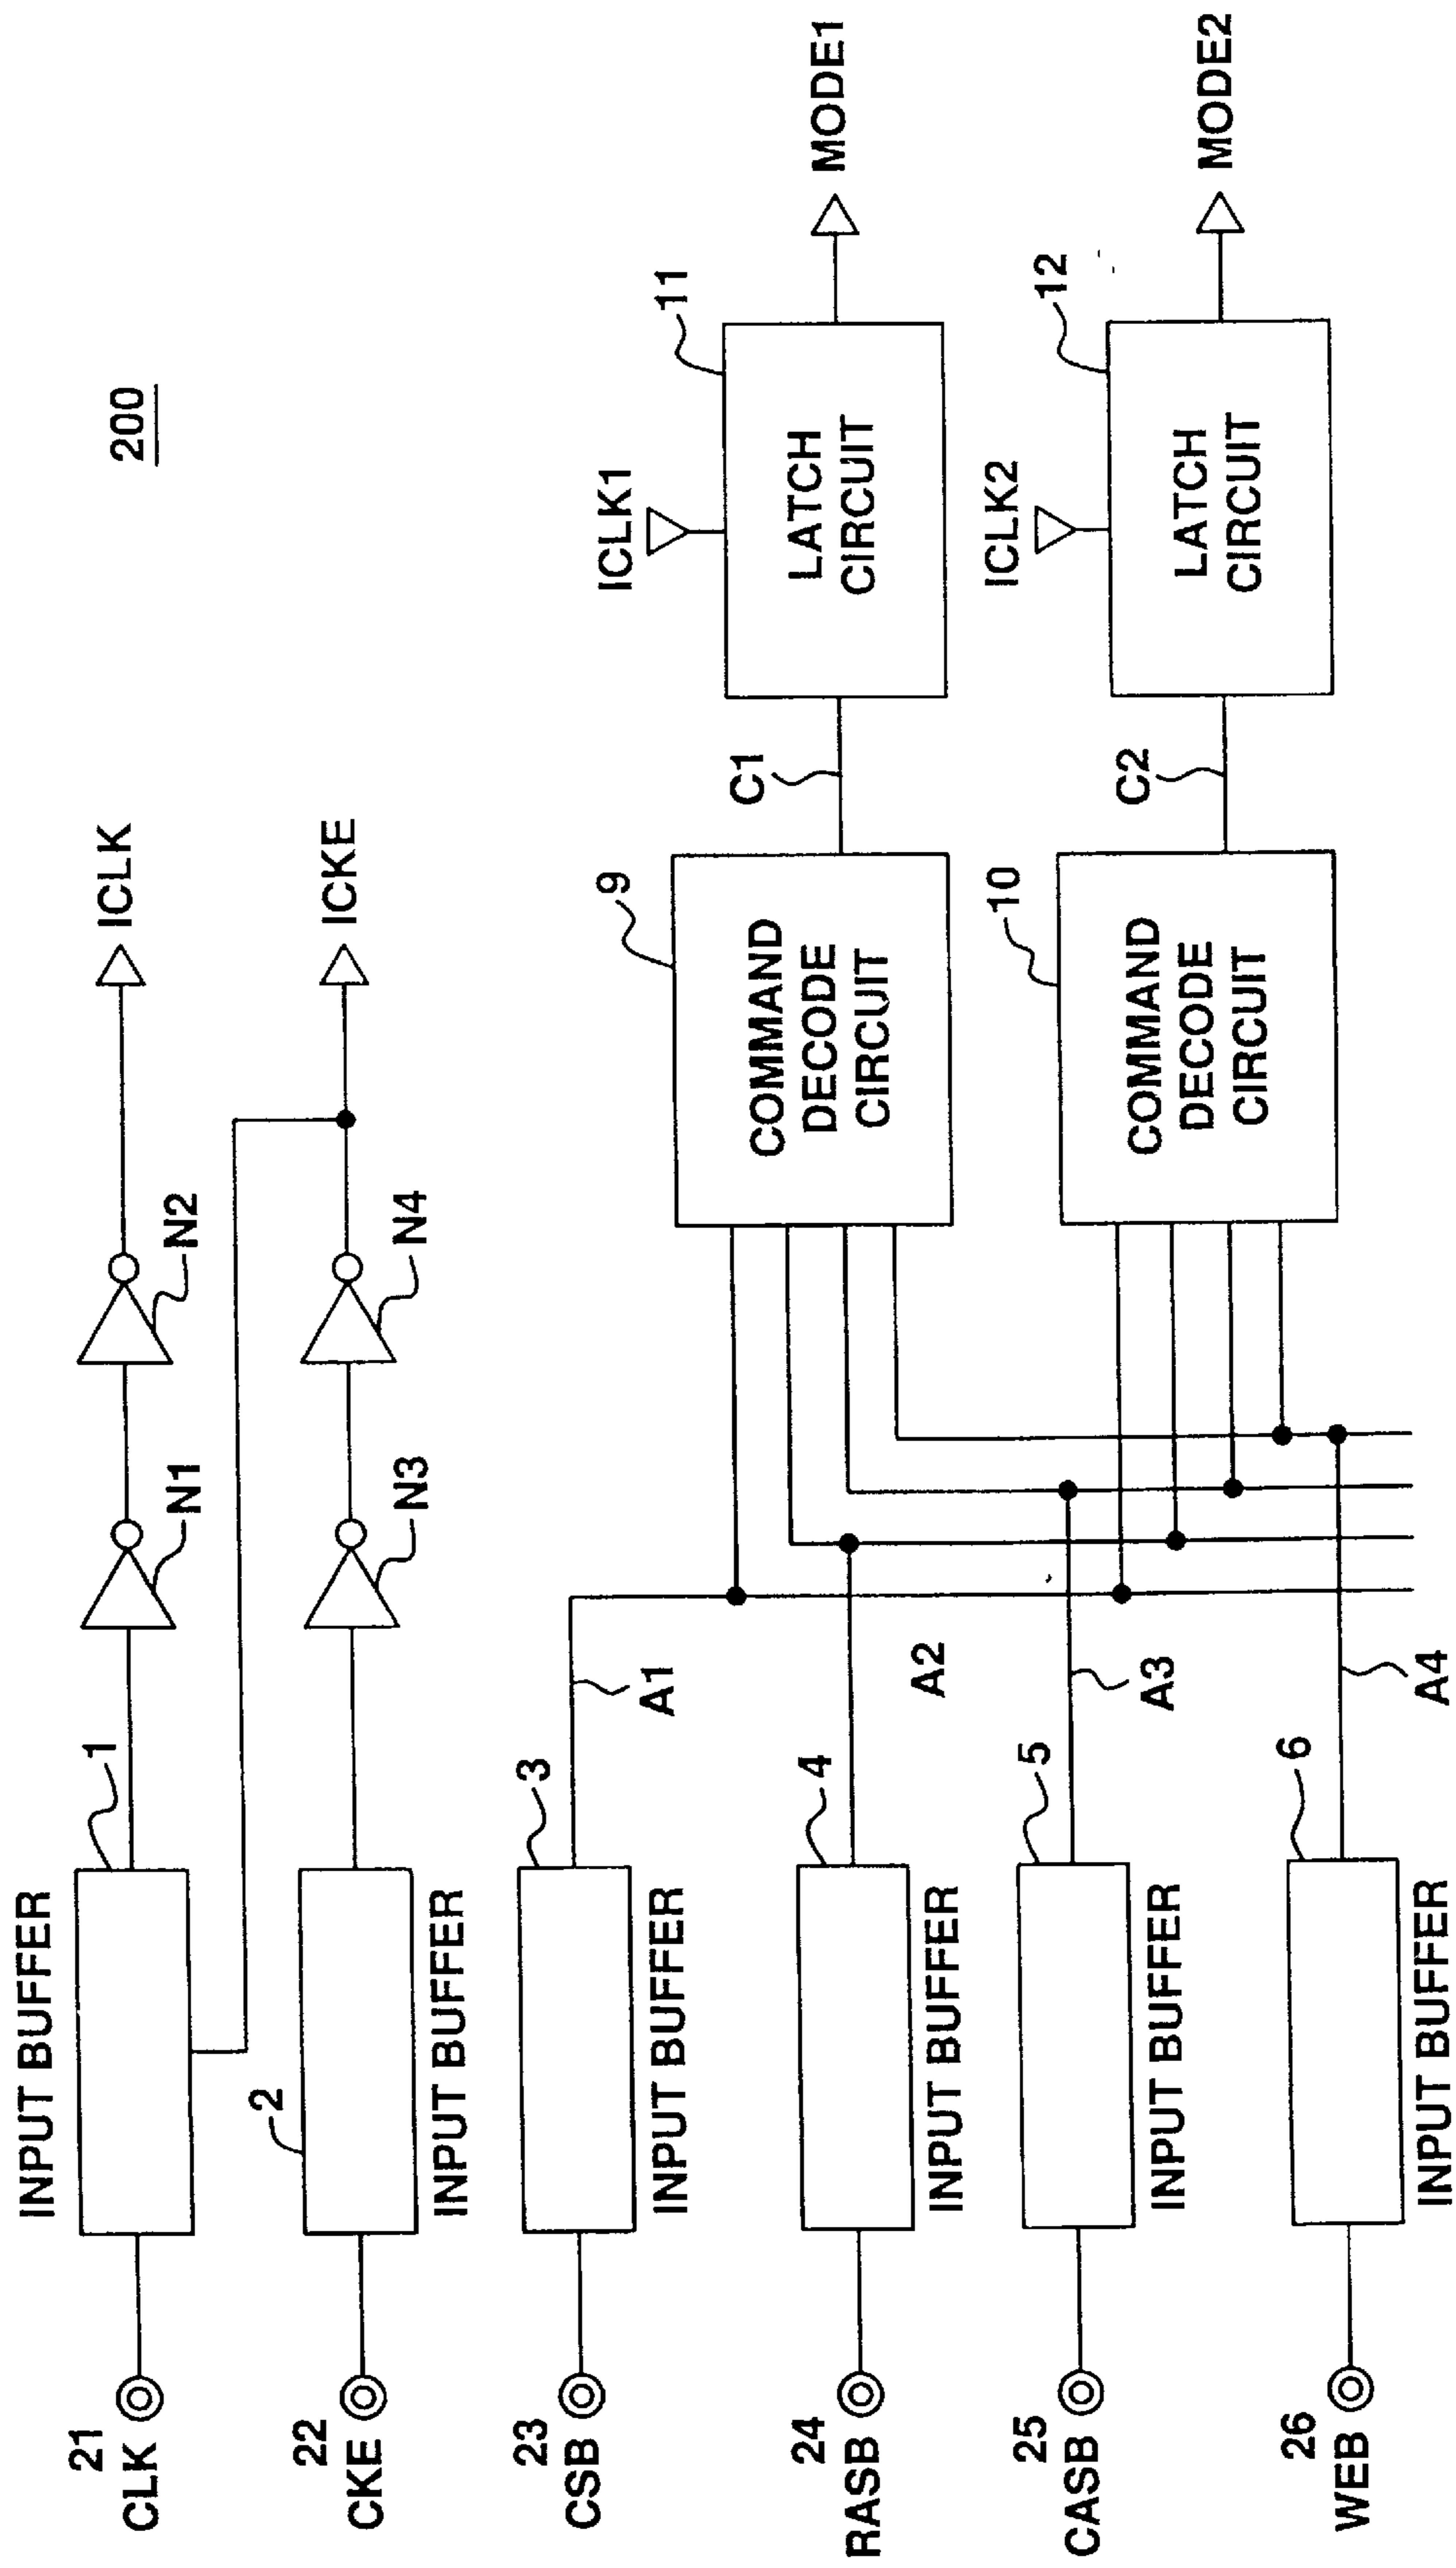 200
INPUT BUFFER
21
CLK
1
N1
N2
ICLK
22
CKE
2
INPUT BUFFER
N3
N4
ICKE
23
CSB
3
INPUT BUFFER
A1
9
COMMAND
DECODE
CIRCUIT
C1
ICLK1
11
LATCH
CIRCUIT
MODE1
24
RASB
4
INPUT BUFFER
A2
25
CASB
5
INPUT BUFFER
A3
10
COMMAND
DECODE
CIRCUIT
C2
ICLK2
12
LATCH
CIRCUIT
MODE2
26
WEB
6
INPUT BUFFER
A4